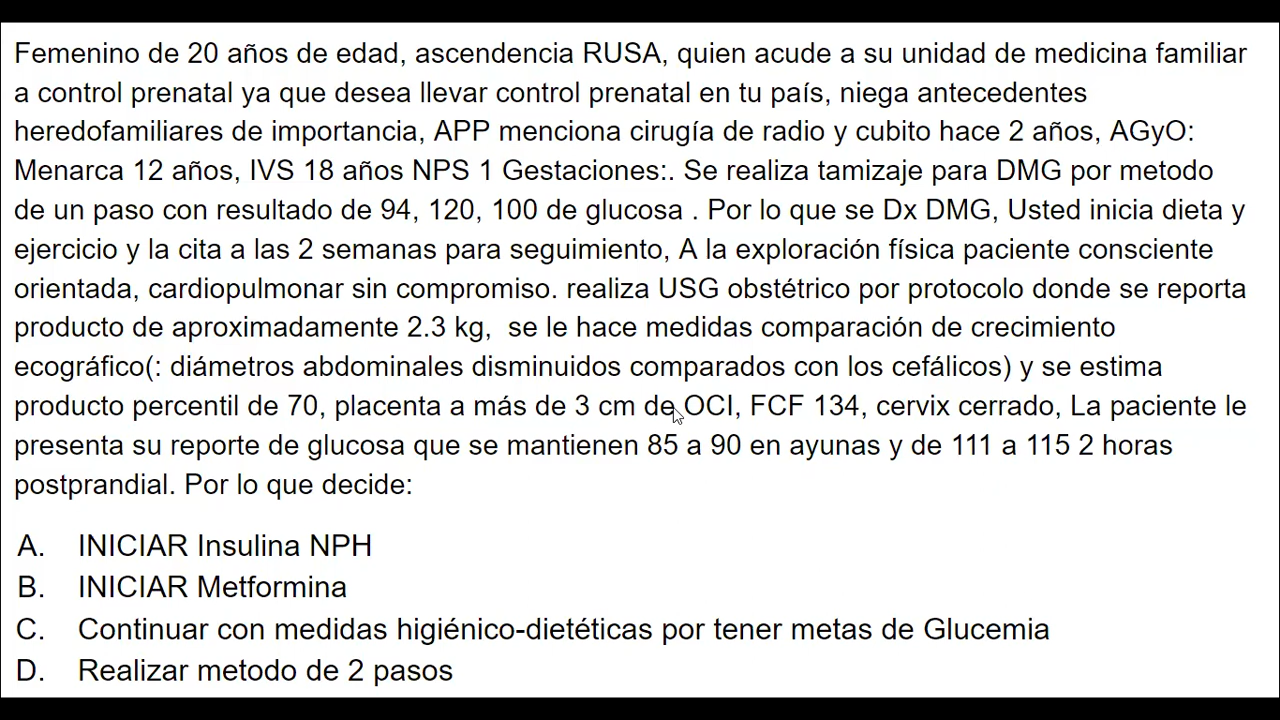 Femenino de 20 años de edad, ascendencia RUSA, quien acude a su unidad de medicina familiar
a control prenatal ya que desea llevar control prenatal en tu país, niega antecedentes
heredofamiliares de importancia, APP menciona cirugía de radio y cubito hace 2 años, AGyO:
Menarca 12 años, IVS 18 años NPS 1 Gestaciones:. Se realiza tamizaje para DMG por metodo
de un paso con resultado de 94, 120, 100 de glucosa . Por lo que se Dx DMG, Usted inicia dieta y
ejercicio y la cita a las 2 semanas para seguimiento, A la exploración física paciente consciente
orientada, cardiopulmonar sin compromiso. realiza USG obstétrico por protocolo donde se reporta
producto de aproximadamente 2.3 kg,  se le hace medidas comparación de crecimiento
ecográfico(: diámetros abdominales disminuidos comparados con los cefálicos) y se estima
producto percentil de 70, placenta a más de 3 cm de OCI, FCF 134, cervix cerrado, La paciente le
presenta su reporte de glucosa que se mantienen 85 a 90 en ayunas y de 111 a 115 2 horas
postprandial. Por lo que decide:
A. INICIAR Insulina NPH
B. INICIAR Metformina
C. Continuar con medidas higiénico-dietéticas por tener metas de Glucemia
D. Realizar metodo de 2 pasos